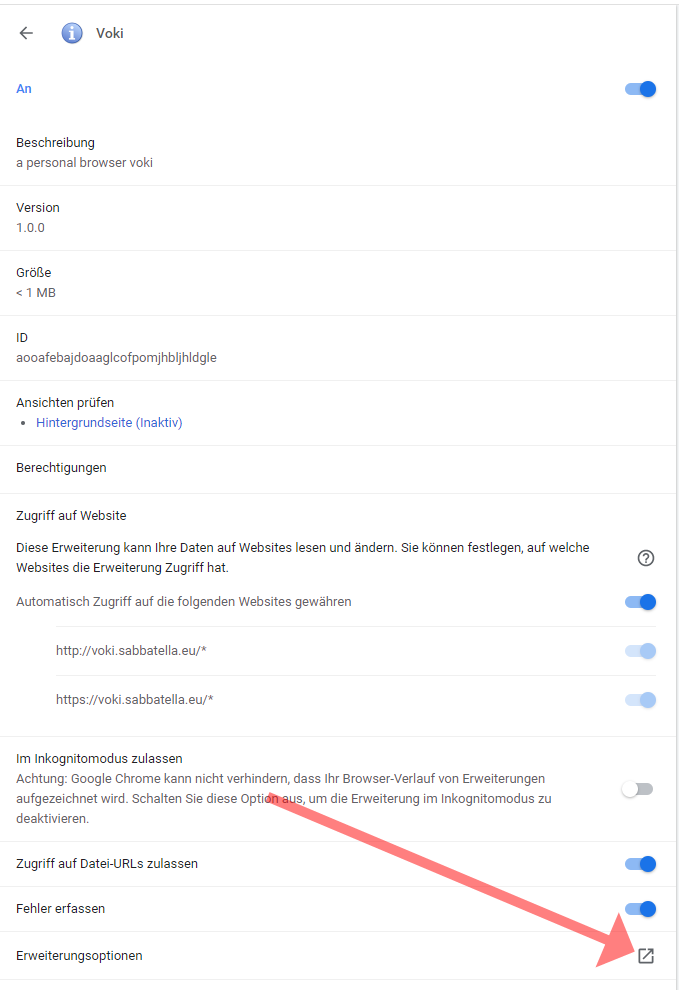 Voki
An
Beschreibung
a personal browser voki
Version
1.0.0
Größe
< 1 MB
ID
aooafebajdoaaglcofpomjhbljhldgle
Ansichten prüfen
• Hintergrundseite (Inaktiv)
Berechtigungen
Zugriff auf Website
Diese Erweiterung kann Ihre Daten auf Websites lesen und ändern. Sie können festlegen, auf welche
Websites die Erweiterung Zugriff hat.
Automatisch Zugriff auf die folgenden Websites gewähren
http://voki.sabbatella.eu/*
https://voki.sabbatella.eu/*
Im Inkognitomodus zulassen
Achtung: Google Chrome kann nicht verhindern, dass Ihr Browser-Verlauf von Erweiterungen
aufgezeichnet wird. Schalten Sie diese Option aus, um die Erweiterung im Inkognitomodus zu
deaktivieren.
Zugriff auf Datei-URLs zulassen
Fehler erfassen
Erweiterungsoptionen